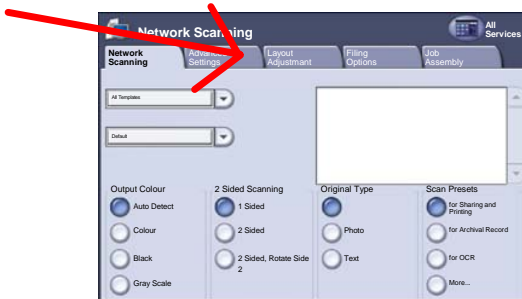 Network Scanning
All
Services
Network
Scanning
Settings
Layout
Adjustmant
Filing
Options
Job
Assembly
All Templates
Default
Output Colour
2 Sided Scanning
Original Type
Scan Presets
Auto Detect
1 Sided
for Sharing and
Printing
Colour
2 Sided
Photo
for Archival Record
Black
2 Sided, Rotate Side
2
Text
for OCR
Gray Scale
More...